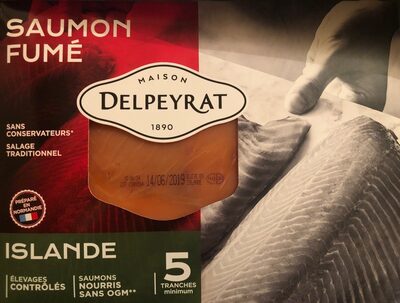 SAUMON
FUMÉ
MAISON
DELPEYRAT
1890
SANS
CONSERVATEURS*
SALAGE
TRADITIONNEL
14/06/2019
PRÉPARÉ
EN
NORMANDIE
ISLANDE
ÉLEVAGES
CONTRÔLÉS
SAUMONS
NOURRIS
SANS OGM**
5
TRANCHES
minimum